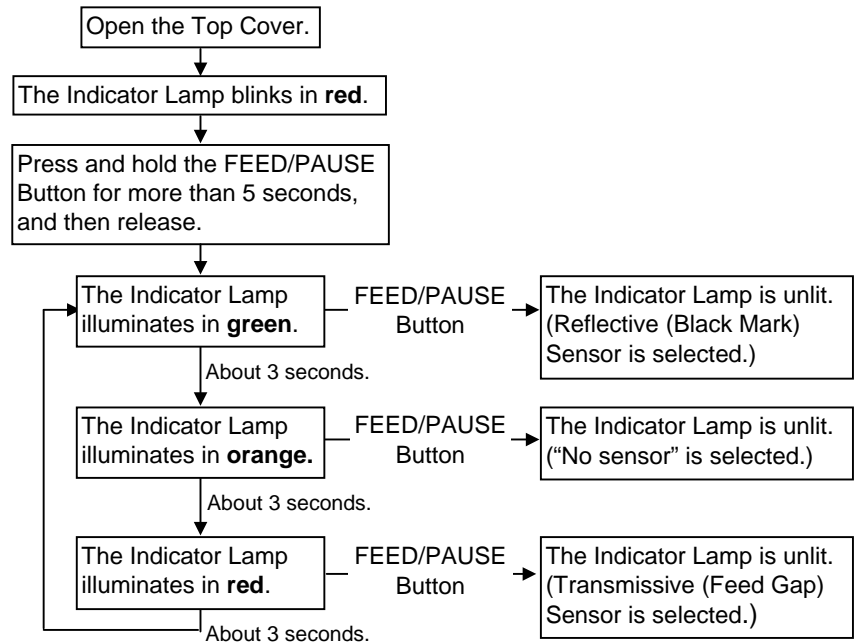 Open the Top Cover.
The Indicator Lamp blinks in red.
Press and hold the FEED/PAUSE
Button for more than 5 seconds,
and then release.
The Indicator Lamp
illuminates in green.
FEED/PAUSE
Button
The Indicator Lamp is unlit.
(Reflective (Black Mark)
Sensor is selected.)
About 3 seconds.
The Indicator Lamp
illuminates in orange.
FEED/PAUSE
Button
The Indicator Lamp is unlit.
(“No sensor” is selected.)
About 3 seconds.
The Indicator Lamp
illuminates in red.
FEED/PAUSE
Button
The Indicator Lamp is unlit.
(Transmissive (Feed Gap)
Sensor is selected.)
About 3 seconds.